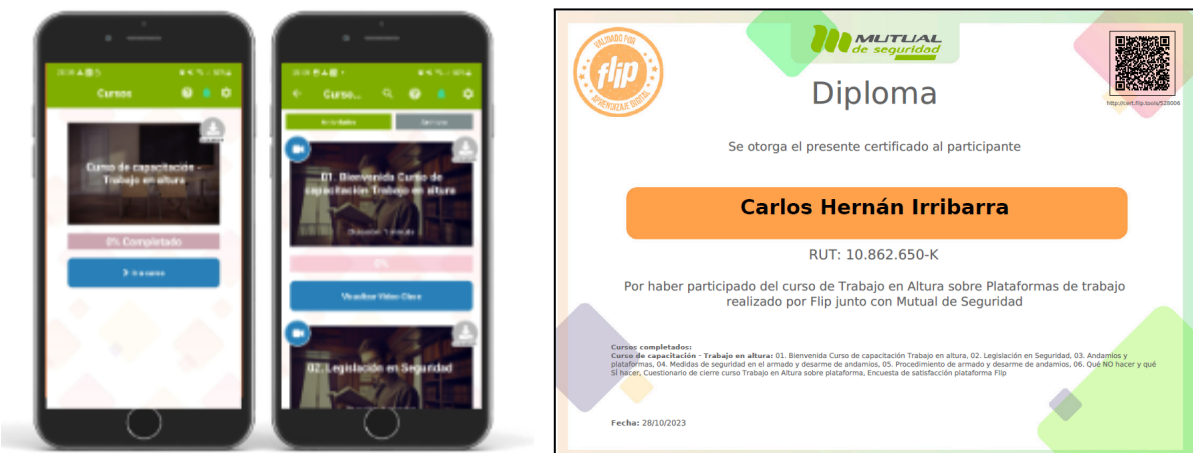 Cursos
Curso de capacitación -
Trabajo en altura
0% Completado
Ir a curso
Curso...
Actividades
01. Bienvenida Curso de
capacitación Trabajo en altura
Duración: 1 minuto
0%
Visualizar Video Clase
02. Legislación en Seguridad
VALIDADO POR
flip
APRENDIZAJE DIGITAL
MUTUAL
de seguridad
http://cert.flip.tools/528006
Diploma
Se otorga el presente certificado al participante
Carlos Hernán Irribarra
RUT: 10.862.650-K
Por haber participado del curso de Trabajo en Altura sobre Plataformas de trabajo
realizado por Flip junto con Mutual de Seguridad
Cursos completados:
Curso de capacitación - Trabajo en altura: 01. Bienvenida Curso de capacitación Trabajo en altura, 02. Legislación en Seguridad, 03. Andamios y
plataformas, 04. Medidas de seguridad en el armado y desarme de andamios, 05. Procedimiento de armado y desarme de andamios, 06. Qué NO hacer y qué
SÍ hacer, Cuestionario de cierre curso Trabajo en Altura sobre plataforma, Encuesta de satisfacción plataforma Flip
Fecha: 28/10/2023